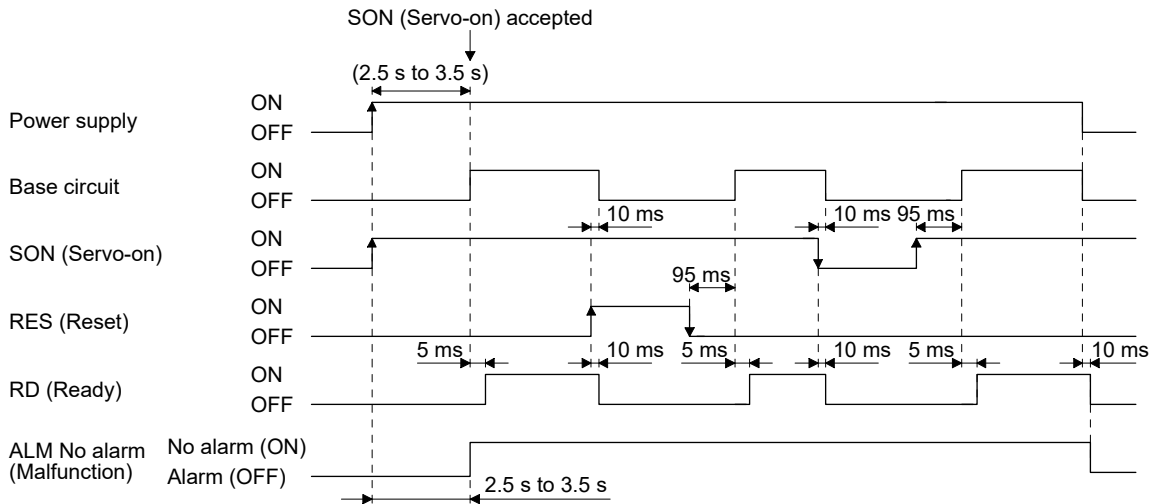 SON (Servo-on) accepted
(2.5 s to 3.5 s)
Power supply
ON
OFF
Base circuit
ON
OFF
10 ms
10 ms
95 ms
SON (Servo-on)
ON
OFF
95 ms
RES (Reset)
ON
OFF
5 ms
10 ms
5 ms
10 ms
5 ms
10 ms
RD (Ready)
ON
OFF
ALM No alarm
(Malfunction)
No alarm (ON)
Alarm (OFF)
2.5 s to 3.5 s